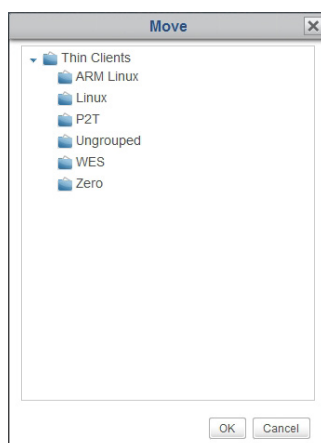 Move
Thin Clients
ARM Linux
Linux
P2T
Ungrouped
WES
Zero
OK Cancel